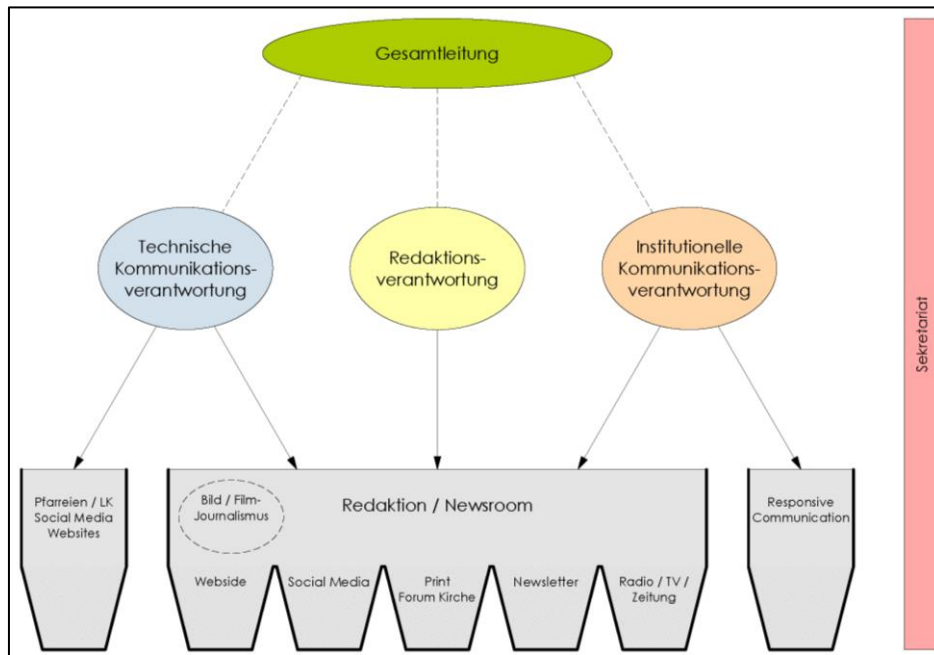 Gesamtleitung
Technische
Kommunikations-
verantwortung
Redaktions-
verantwortung
Institutionelle
Kommunikations-
verantwortung
Sekretariat
Pfarreien / LK
Social Media
Websites
Bild / Film-
Journalismus
Redaktion / Newsroom
Responsive
Communication
Webside
Social Media
Print
Forum Kirche
Newsletter
Radio / TV /
Zeitung